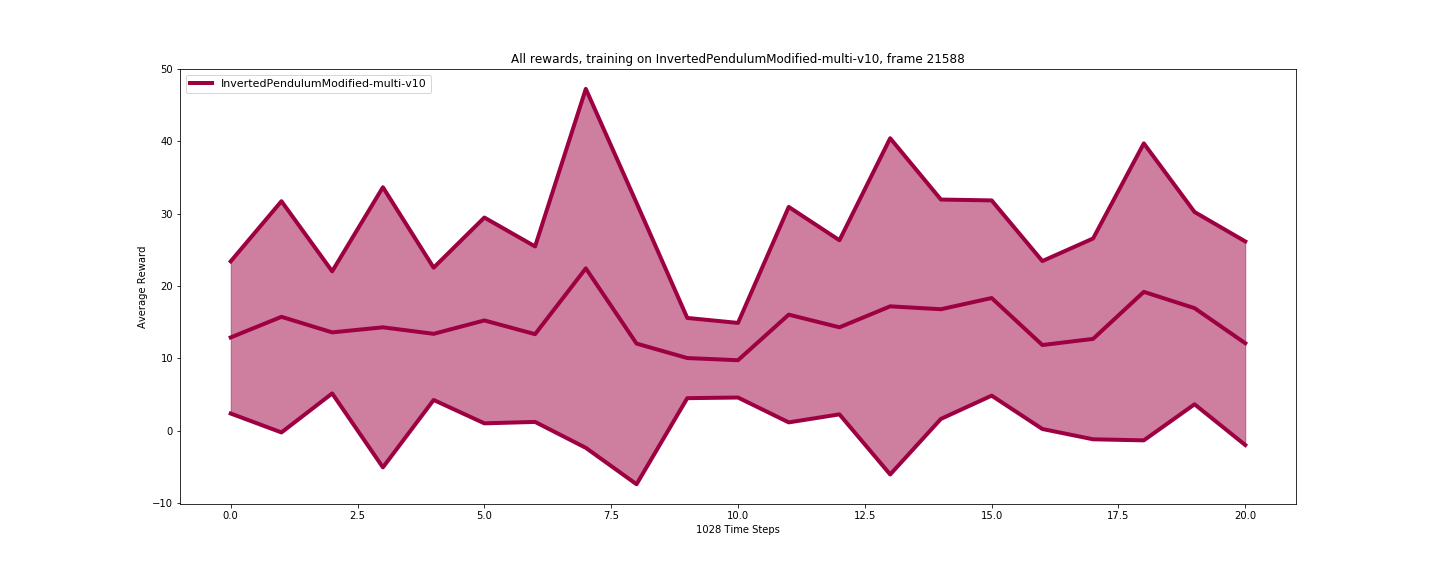 All rewards, training on InvertedPendulumModified-multi-v10, frame 21588
InvertedPendulumModified-multi-v10
50
40
30
20
10
0
−10
Average Reward
0.0 2.5 5.0 7.5 10.0 12.5 15.0 17.5 20.0
1028 Time Steps